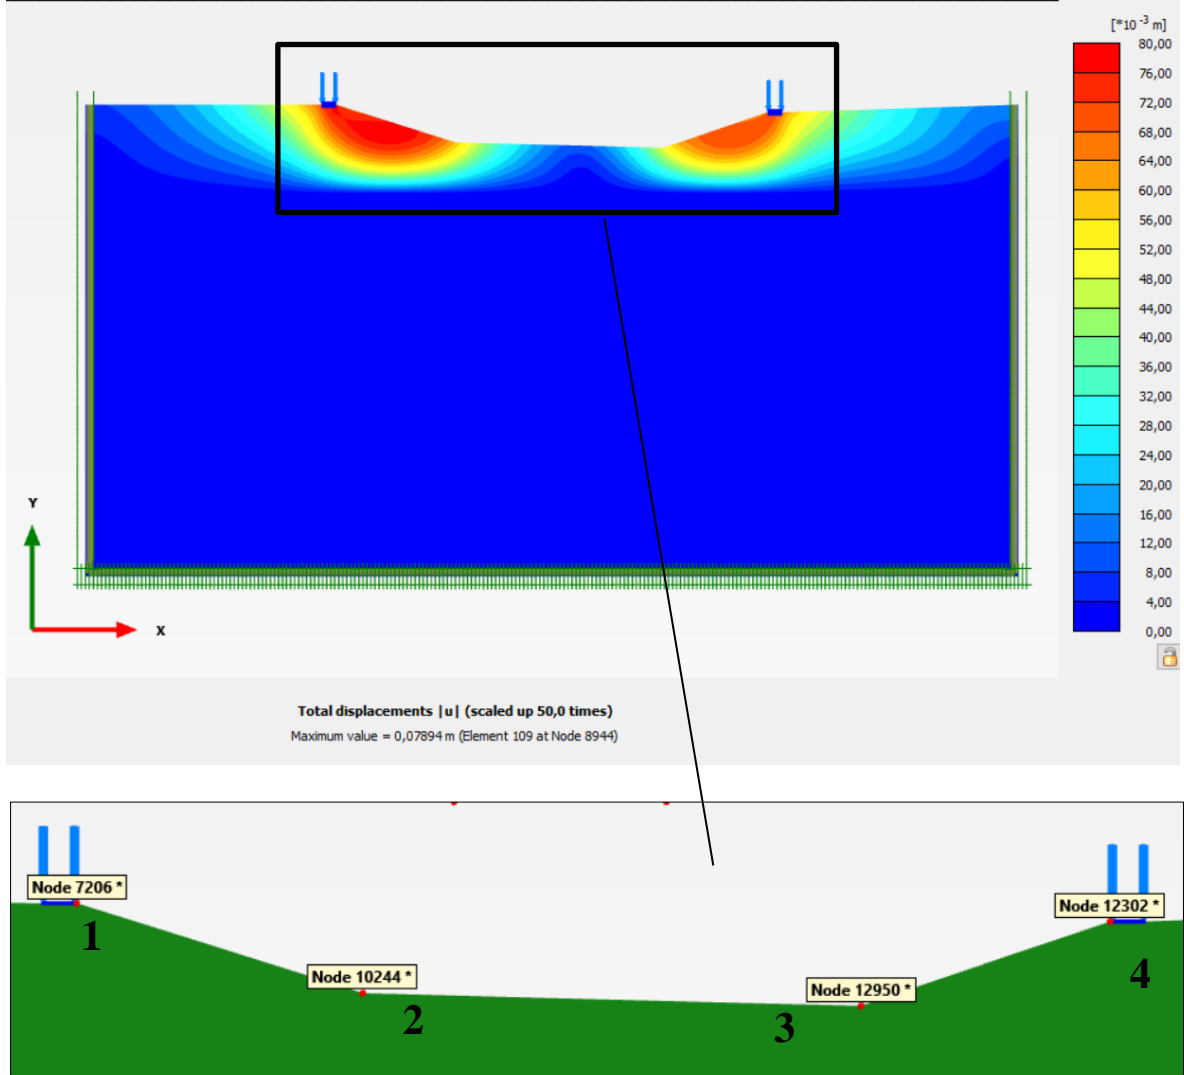 [*10⁻³ m]
80,00
76,00
72,00
68,00
64,00
60,00
56,00
52,00
48,00
44,00
40,00
36,00
32,00
28,00
24,00
20,00
16,00
12,00
8,00
4,00
0,00
Y
X
Total displacements |u| (scaled up 50,0 times)
Maximum value = 0,07894 m (Element 109 at Node 8944)
Node 7206 *
Node 12302 *
1
Node 10244 *
Node 12950 *
4
2
3